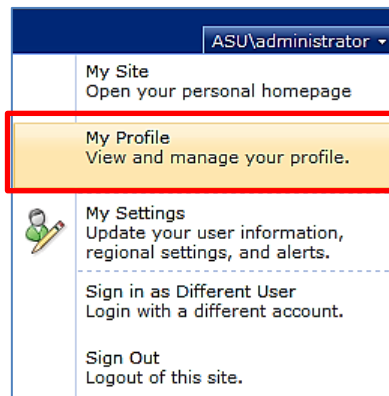 ASU\administrator
My Site
Open your personal homepage
My Profile
View and manage your profile.
My Settings
Update your user information,
regional settings, and alerts.
Sign in as Different User
Login with a different account.
Sign Out
Logout of this site.